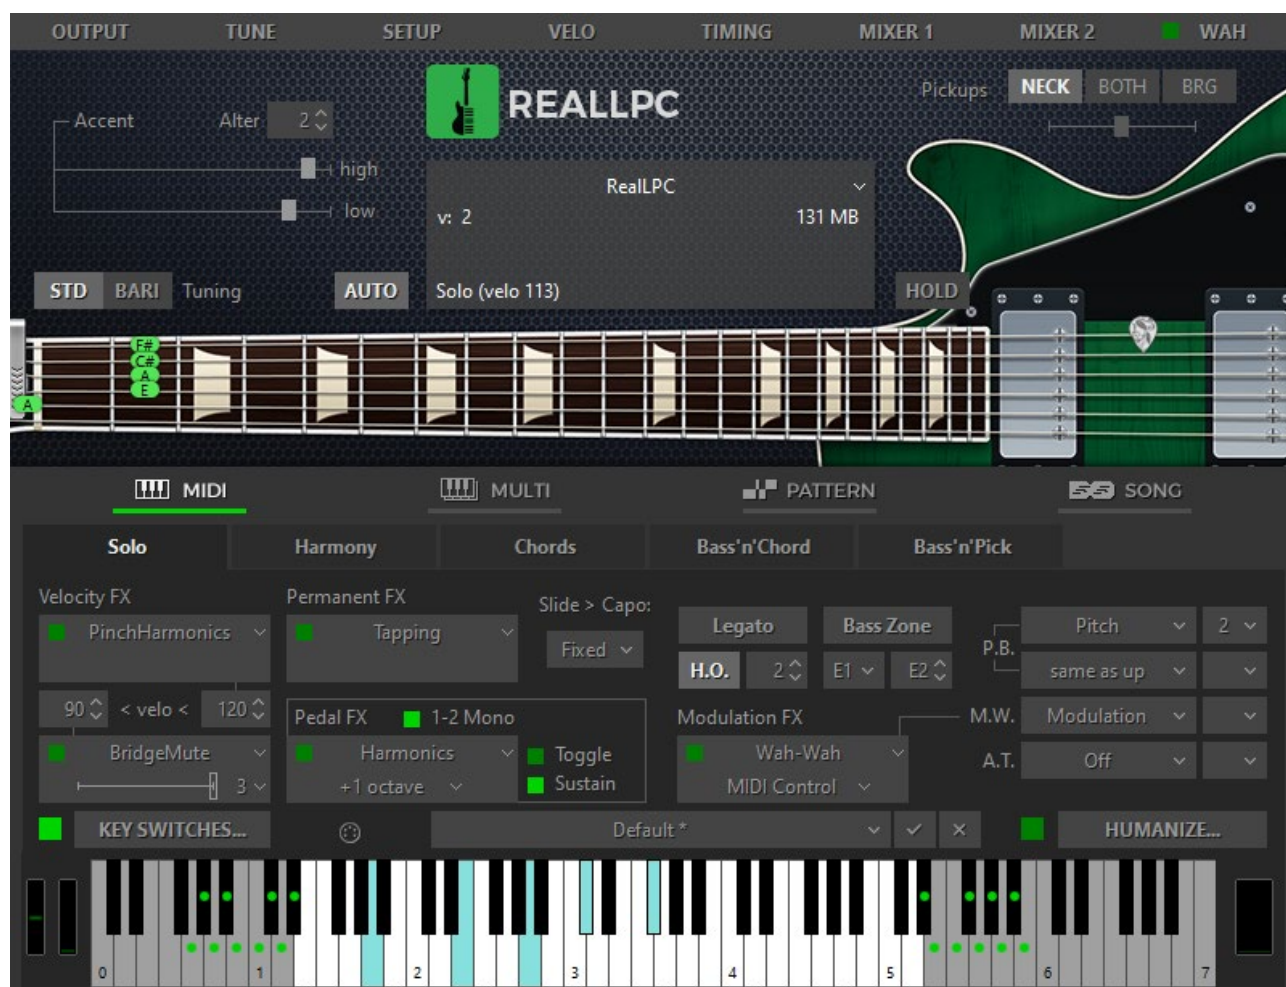 OUTPUT TUNE SETUP VELO TIMING MIXER 1 MIXER 2 WAH
Accent Alter 2
high
low
REALLPC
Pickups NECK BOTH BRG
RealLPC
v: 2 131 MB
STD BARI Tuning AUTO Solo (velo 113) HOLD
F#
C#
A
E
A
MIDI MULTI PATTERN SONG
Solo Harmony Chords Bass'n'Chord Bass'n'Pick
Velocity FX Permanent FX Slide > Capo:
PinchHarmonics Tapping Fixed
Legato Bass Zone P.B. Pitch 2
H.O. 2 E1 E2 same as up
90 < velo < 120 Pedal FX 1-2 Mono Modulation FX M.W. Modulation
BridgeMute Harmonics Toggle Wah-Wah A.T. Off
3 +1 octave Sustain MIDI Control
KEY SWITCHES... Default * HUMANIZE...
0 1 2 3 4 5 6 7